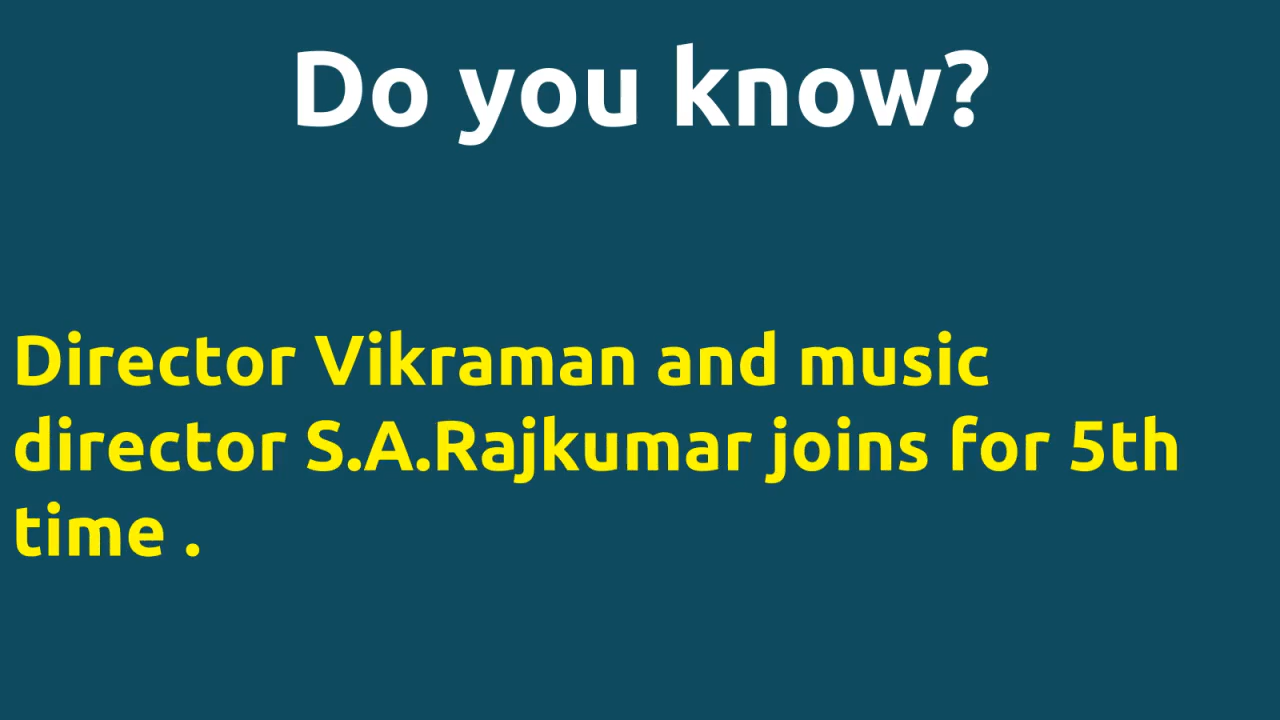 Do you know?
Director Vikraman and music
director S.A.Rajkumar joins for 5th
time .